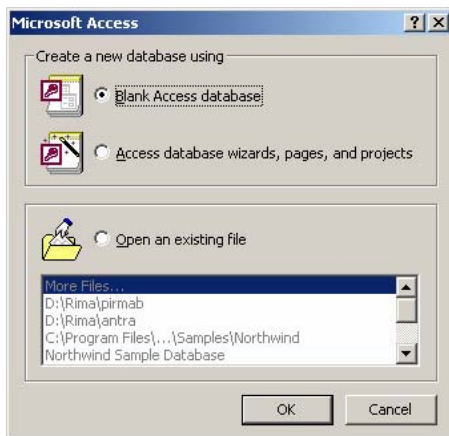 Microsoft Access
Create a new database using
Blank Access database
Access database wizards, pages, and projects
Open an existing file
More Files...
D:\Rima\pirmab
D:\Rima\antra
C:\Program Files\...\Samples\Northwind
Northwind Sample Database
OK Cancel